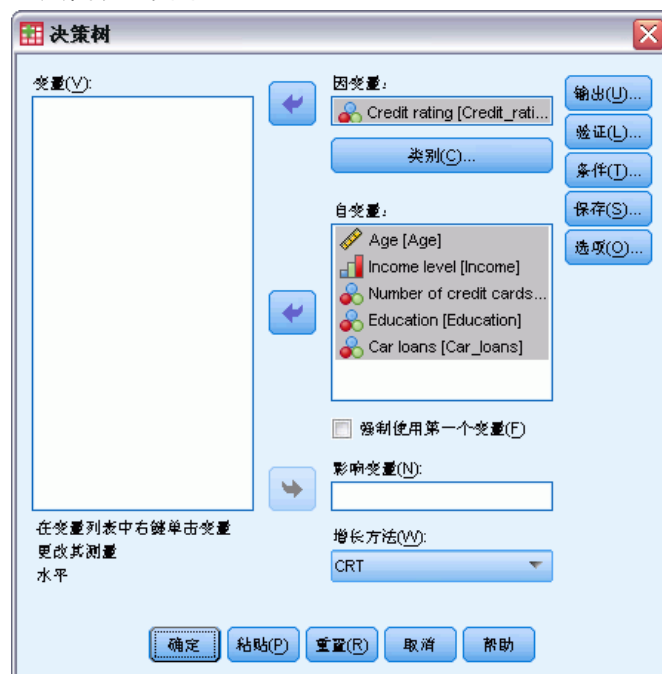 决策树
变量(V):
因变量:
Credit rating [Credit_rati...
类别(C)...
自变量:
Age [Age]
Income level [Income]
Number of credit cards...
Education [Education]
Car loans [Car_loans]
强制使用第一个变量(F)
影响变量(N):
增长方法(W):
CRT
在变量列表中右键单击变量
更改其测量
水平
输出(U)...
验证(L)...
条件(T)...
保存(S)...
选项(O)...
确定
粘贴(P)
重置(R)
取消
帮助